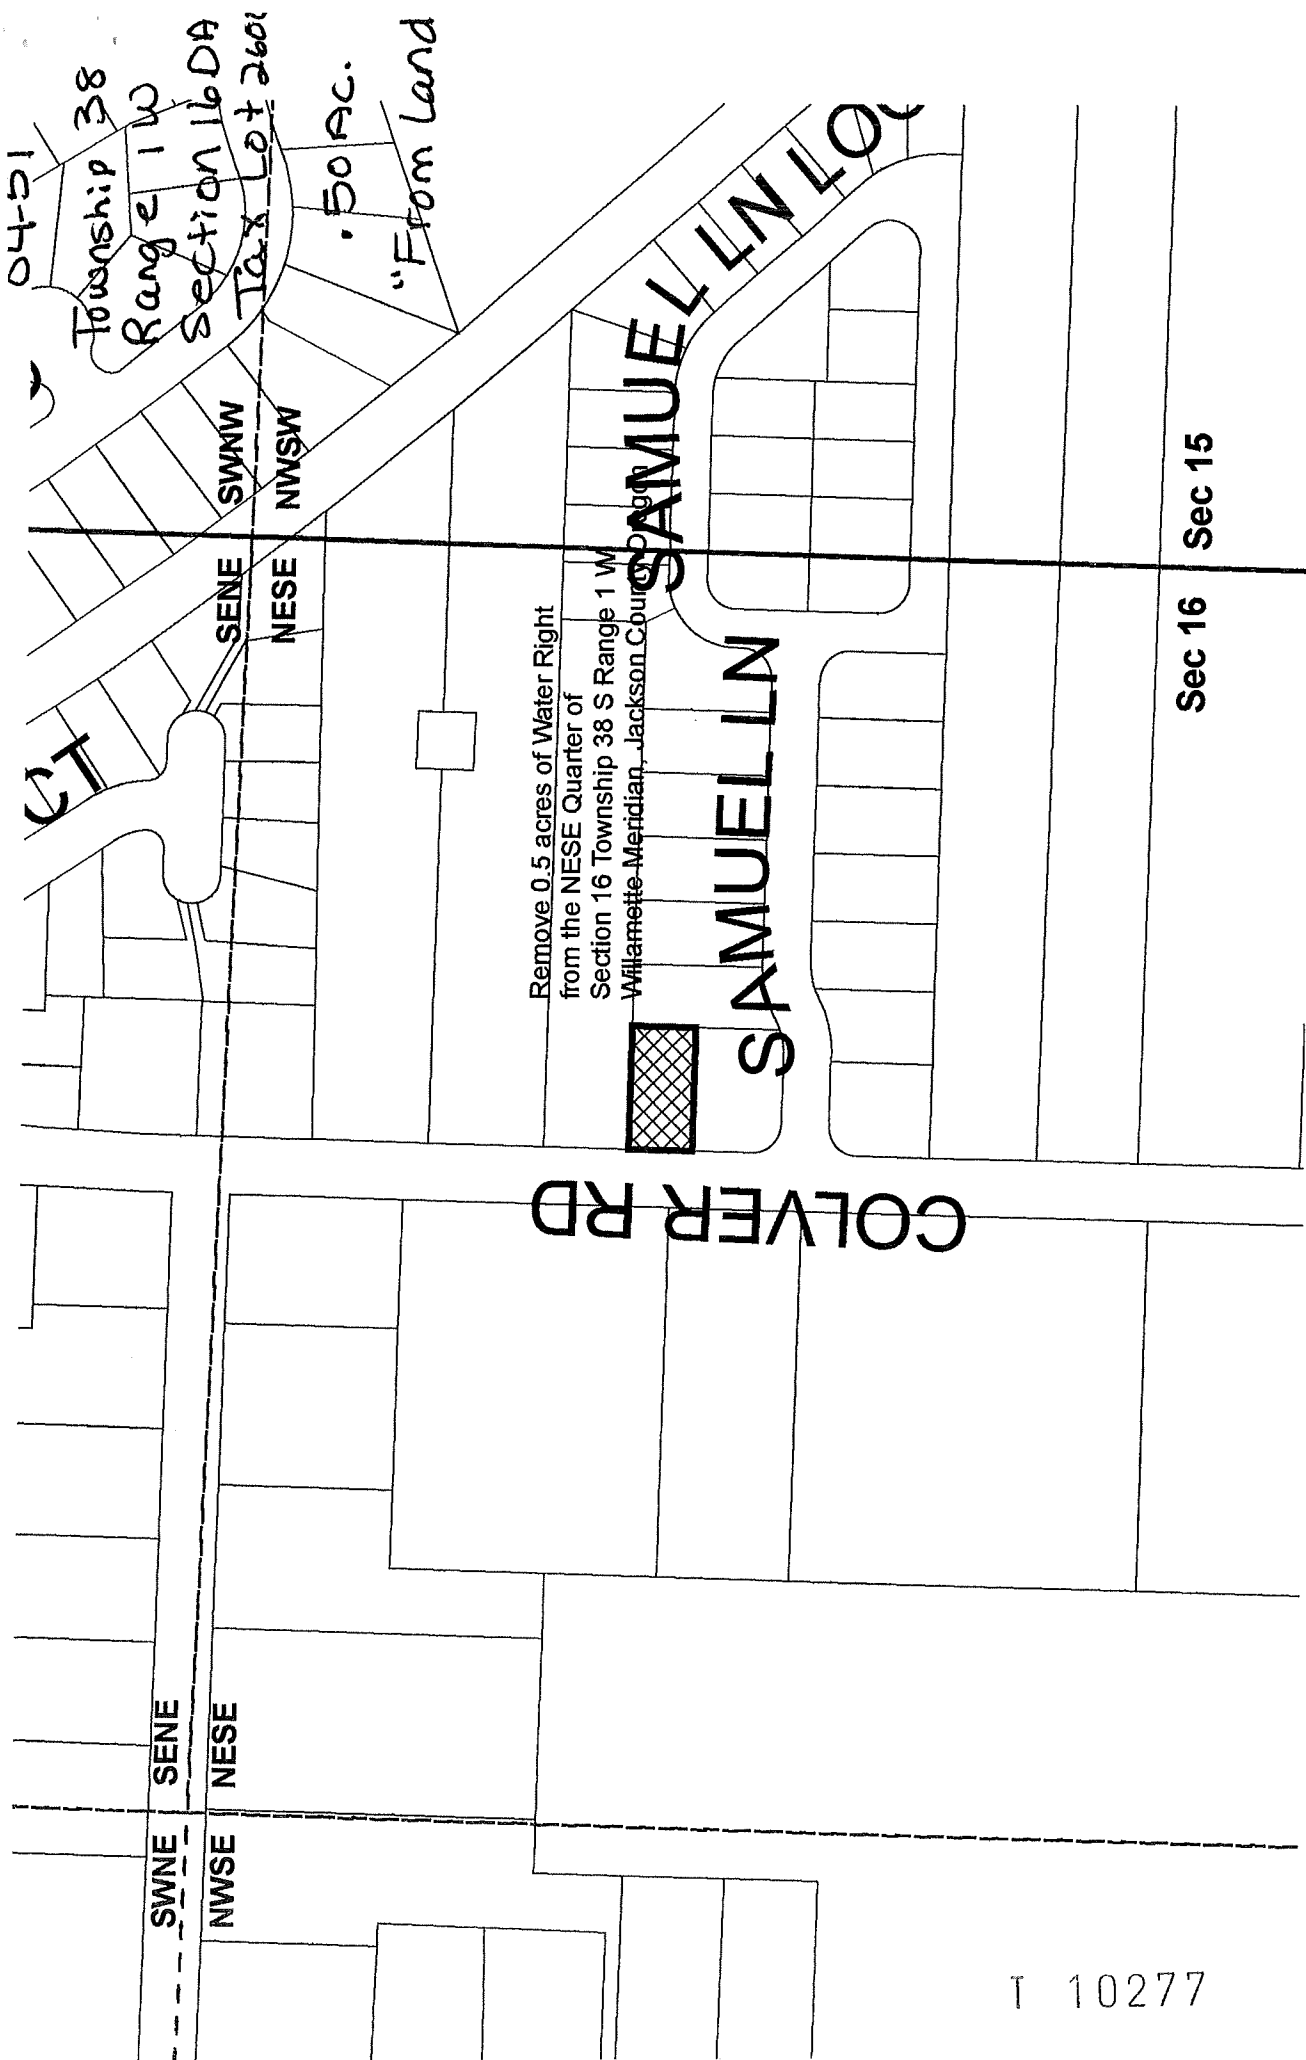 04-51
Township 38
Range 1W
Section 16DA
Tax Lot 2601
.50 AC.
"From Land
CT
SENE
SWNW
NESE
NWSW
Remove 0.5 acres of Water Right
from the NESE Quarter of
Section 16 Township 38 S Range 1 W
Willamette Meridian, Jackson County Oregon
SAMUEL LN LOO
SAMUEL LN
COLVER RD
Sec 16
Sec 15
SWNE
SENE
NWSE
NESE
T 10277